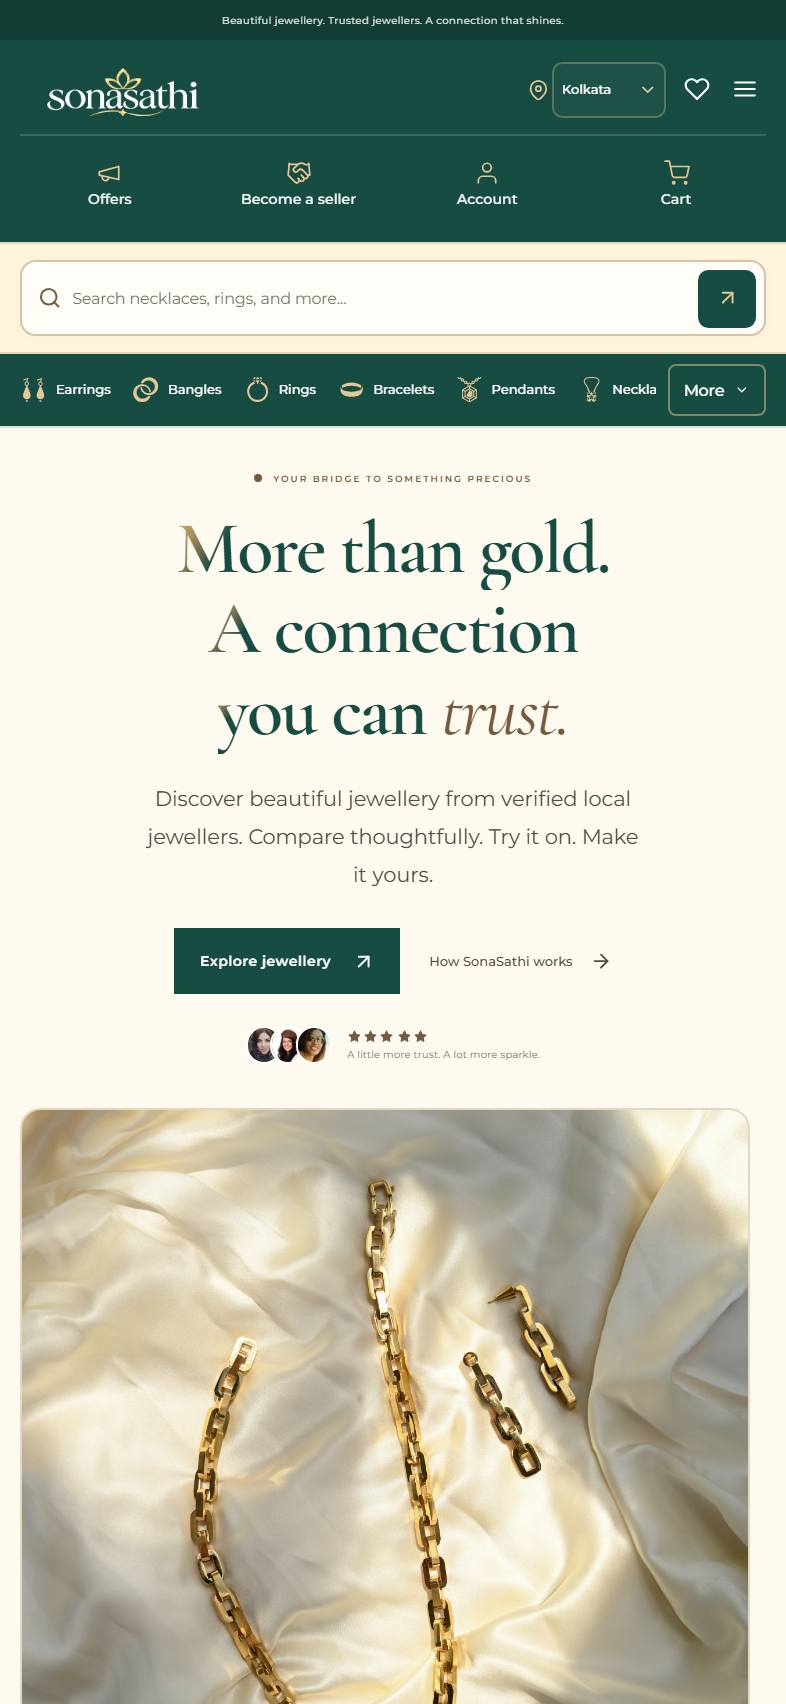 Beautiful jewellery. Trusted jewellers. A connection that shines.
sonasathi
Kolkata
Offers
Become a seller
Account
Cart
Search necklaces, rings, and more...
Earrings
Bangles
Rings
Bracelets
Pendants
Neckla
More
YOUR BRIDGE TO SOMETHING PRECIOUS
More than gold.
A connection
you can trust.
Discover beautiful jewellery from verified local
jewellers. Compare thoughtfully. Try it on. Make
it yours.
Explore jewellery
How SonaSathi works
A little more trust. A lot more sparkle.